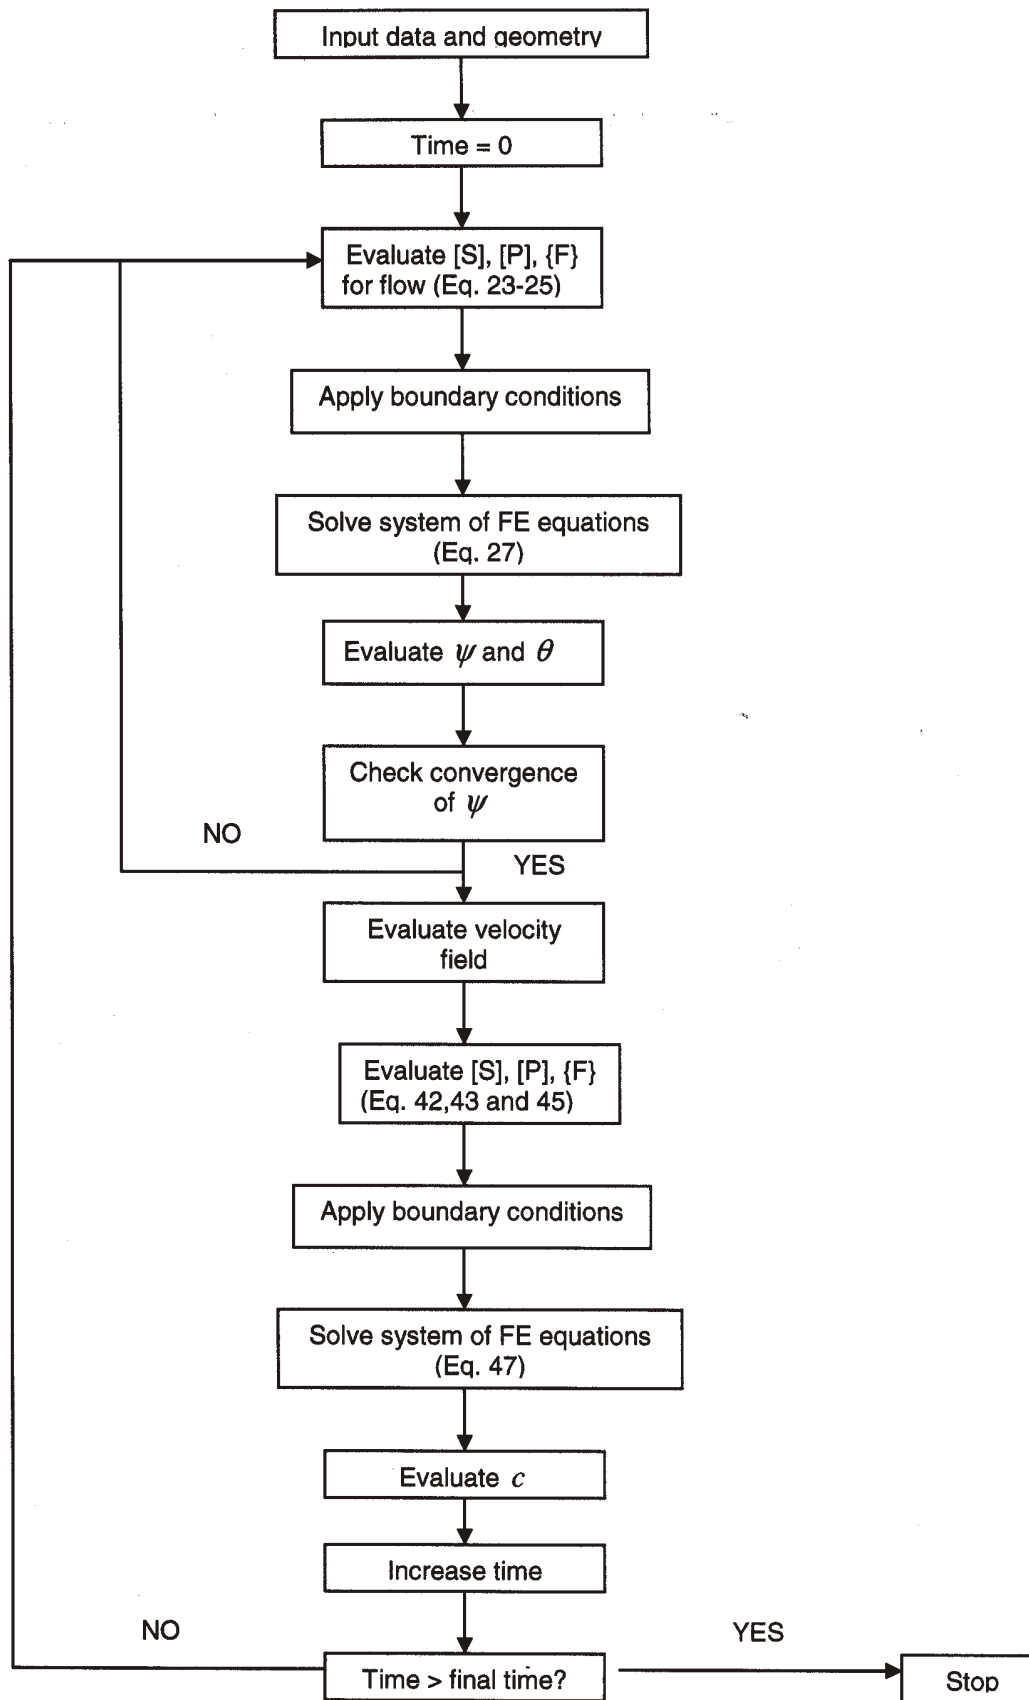 Input data and geometry
Time = 0
Evaluate [S], [P], {F}
for flow (Eq. 23-25)
Apply boundary conditions
Solve system of FE equations
(Eq. 27)
Evaluate ψ and θ
Check convergence
of ψ
NO
YES
Evaluate velocity
field
Evaluate [S], [P], {F}
(Eq. 42,43 and 45)
Apply boundary conditions
Solve system of FE equations
(Eq. 47)
Evaluate c
Increase time
NO
YES
Time > final time?
Stop